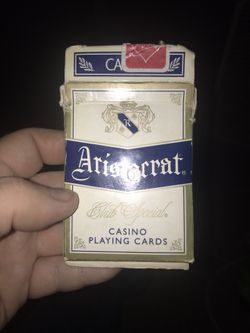 CA
R
Aristocrat®
Club Special®
CASINO
PLAYING CARDS